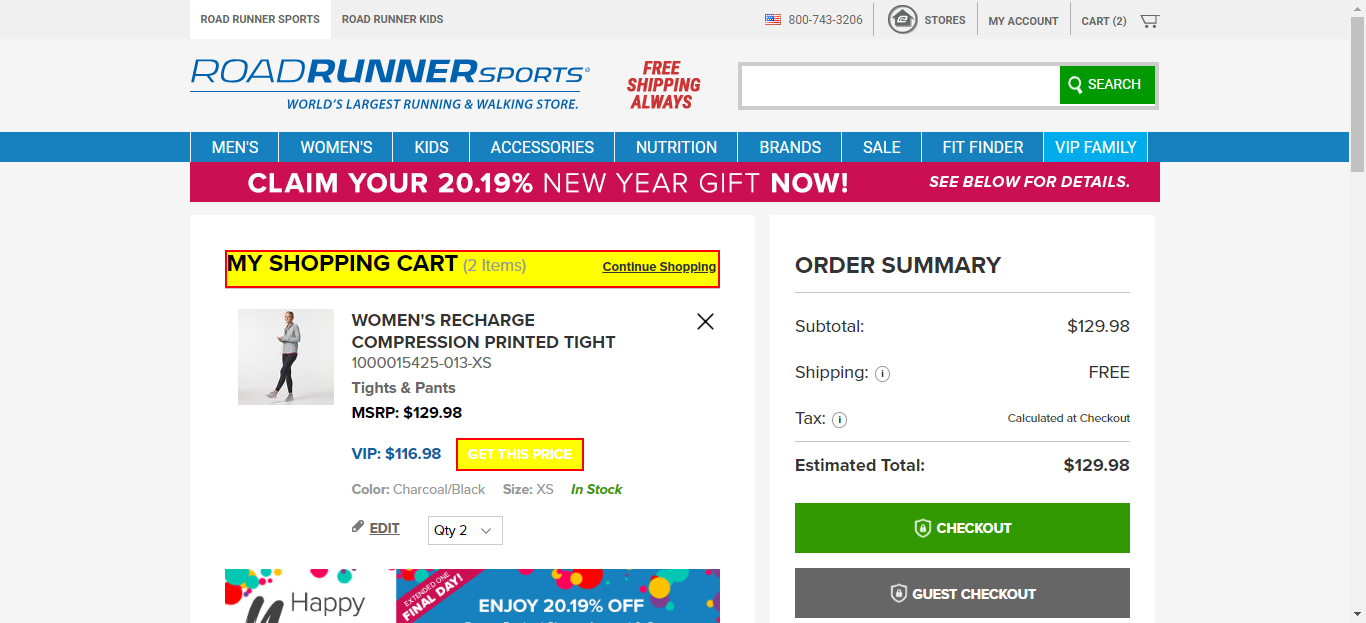 ROAD RUNNER SPORTS
ROAD RUNNER KIDS
800-743-3206
STORES
MY ACCOUNT
CART (2)
ROADRUNNERSPORTS
WORLD'S LARGEST RUNNING & WALKING STORE.
FREE
SHIPPING
ALWAYS
SEARCH
MEN'S
WOMEN'S
KIDS
ACCESSORIES
NUTRITION
BRANDS
SALE
FIT FINDER
VIP FAMILY
CLAIM YOUR 20.19% NEW YEAR GIFT NOW!
SEE BELOW FOR DETAILS.
MY SHOPPING CART (2 Items)
Continue Shopping
WOMEN'S RECHARGE
COMPRESSION PRINTED TIGHT
1000015425-013-XS
Tights & Pants
MSRP: $129.98
VIP: $116.98
GET THIS PRICE
Color: Charcoal/Black
Size: XS
In Stock
EDIT
Qty 2
Happy
EXTENDED ONE
FINAL DAY!
ENJOY 20.19% OFF
ORDER SUMMARY
Subtotal:
$129.98
Shipping:
FREE
Tax:
Calculated at Checkout
Estimated Total:
$129.98
CHECKOUT
GUEST CHECKOUT